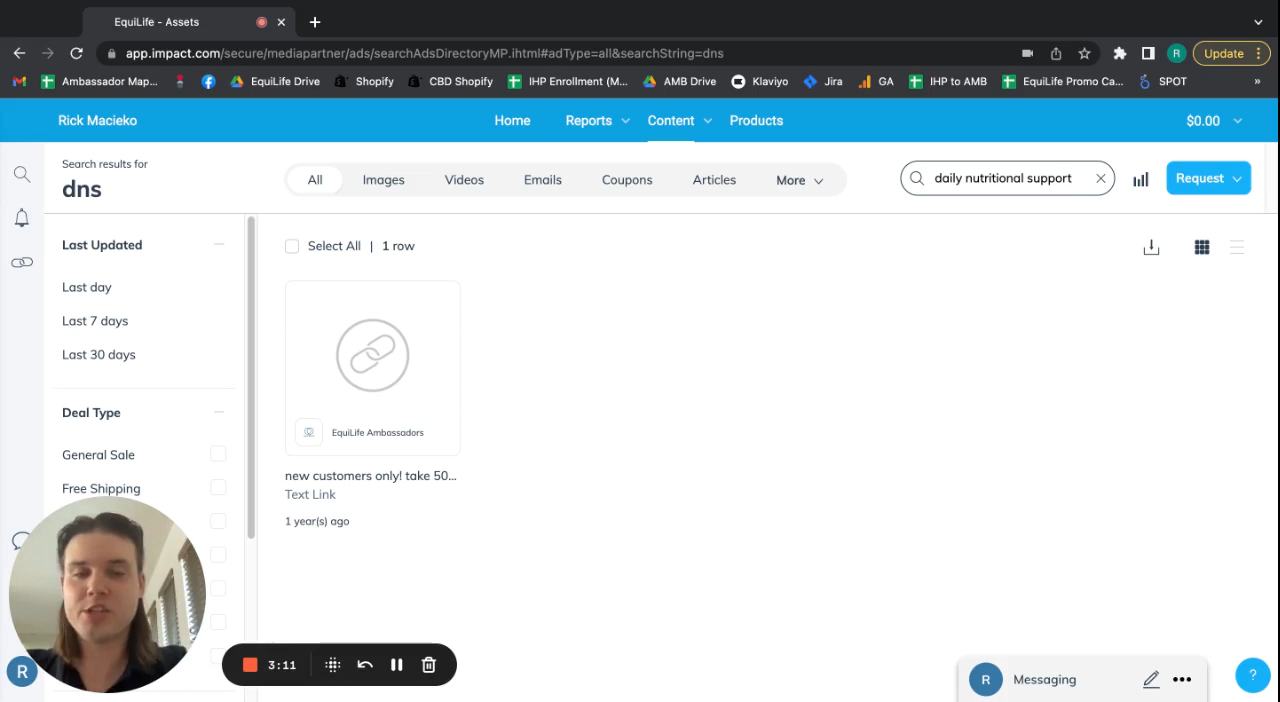 EquiLife - Assets
app.impact.com/secure/mediapartner/ads/searchAdsDirectoryMP.ihtml#adType=all&searchString=dns
R
Update
Ambassador Map...
EquiLife Drive
Shopify
CBD Shopify
IHP Enrollment (M...
AMB Drive
Klaviyo
Jira
GA
IHP to AMB
EquiLife Promo Ca...
SPOT
»
Rick Macieko
Home
Reports
Content
Products
$0.00
Search results for
dns
All
Images
Videos
Emails
Coupons
Articles
More
daily nutritional support
Request
Last Updated
Last day
Last 7 days
Last 30 days
Deal Type
General Sale
Free Shipping
Select All | 1 row
EquiLife Ambassadors
new customers only! take 50...
Text Link
1 year(s) ago
3:11
R
R
Messaging
?